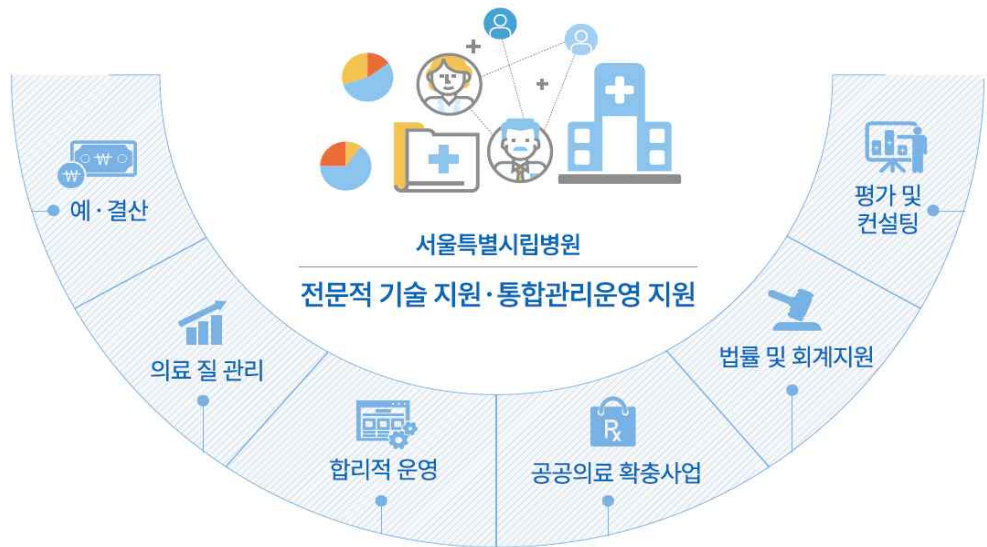 서울특별시립병원
전문적 기술 지원·통합관리운영 지원
₩
₩
예·결산
의료 질 관리
합리적 운영
Rx
공공의료 확충사업
법률 및 회계지원
평가 및
컨설팅